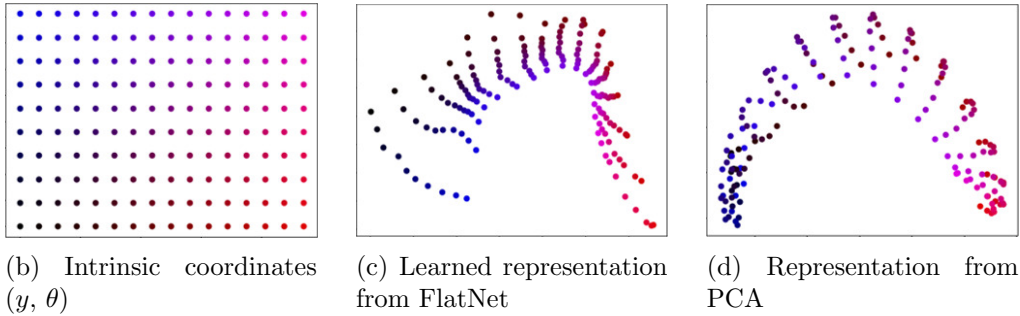 (b) Intrinsic coordinates
(y, θ)
(c) Learned representation
from FlatNet
(d) Representation from
PCA